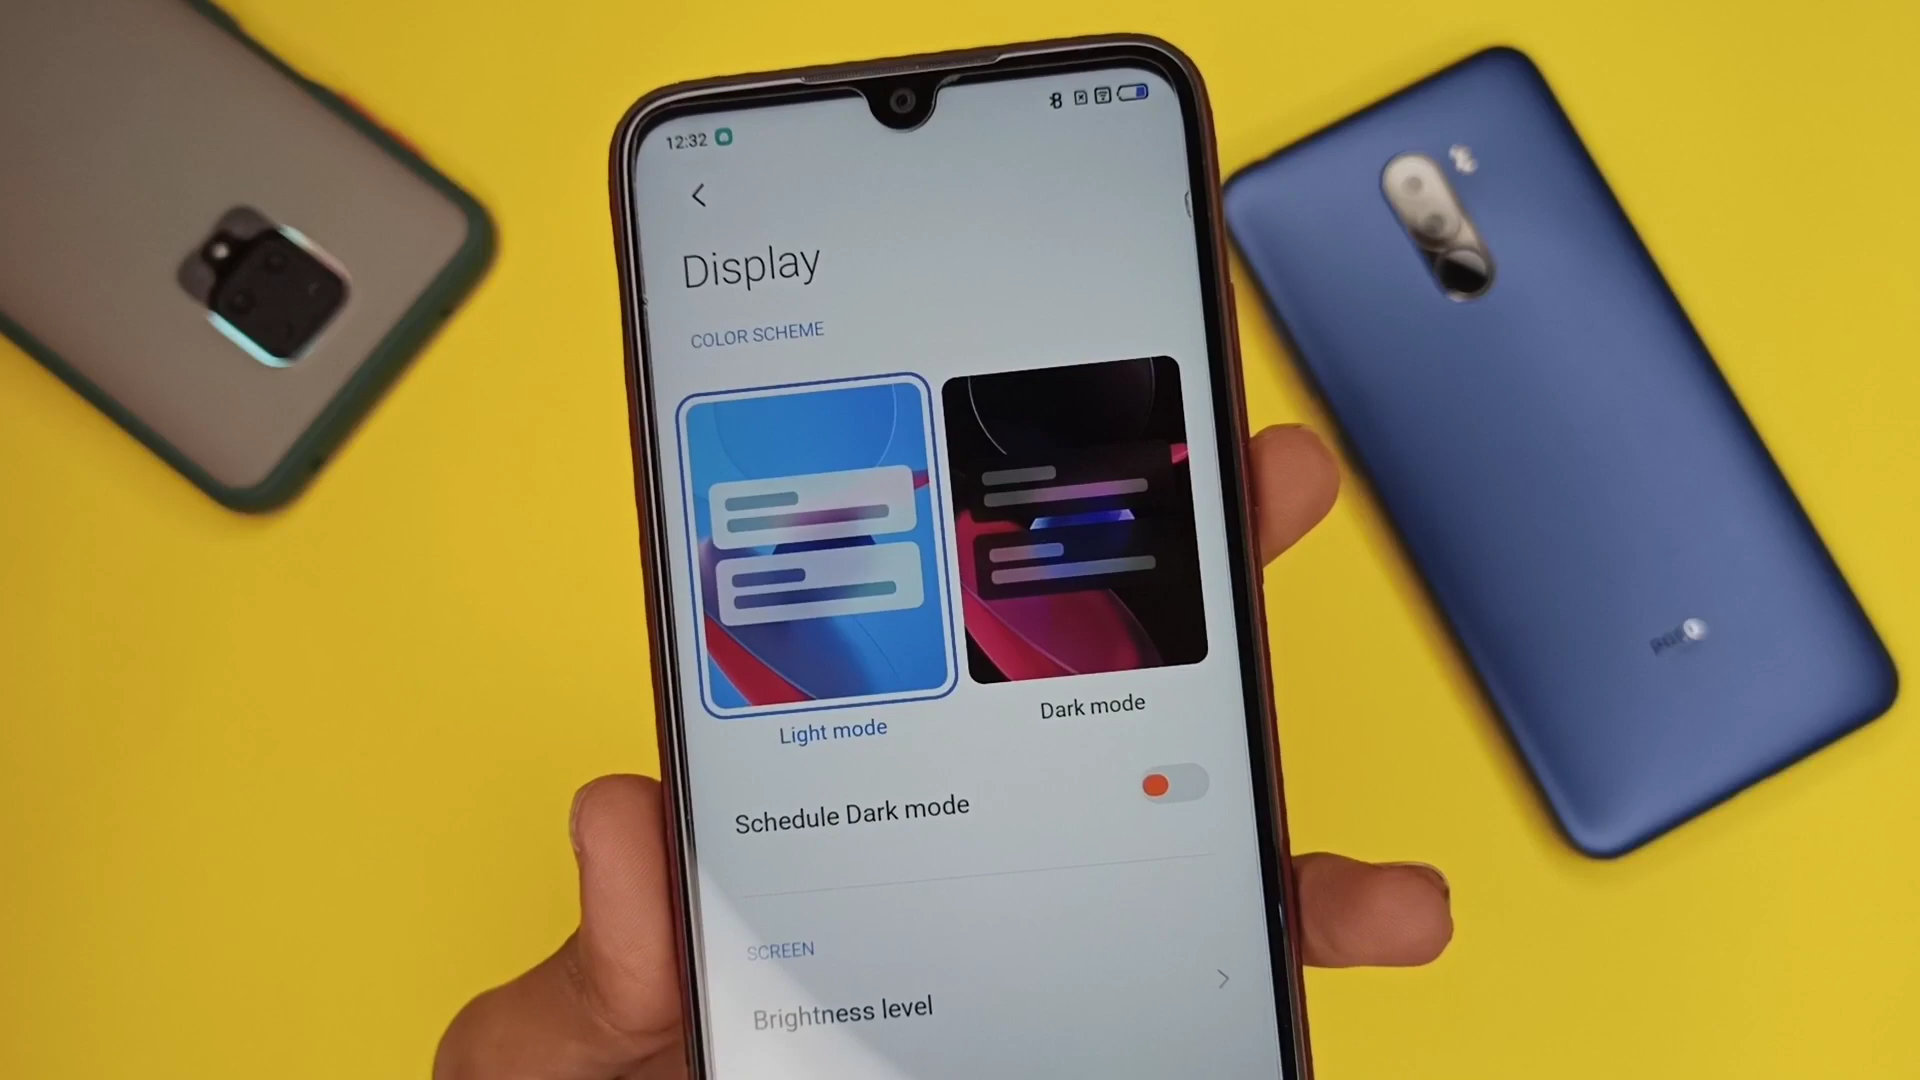 12:32
Display
COLOR SCHEME
Light mode
Dark mode
Schedule Dark mode
SCREEN
Brightness level